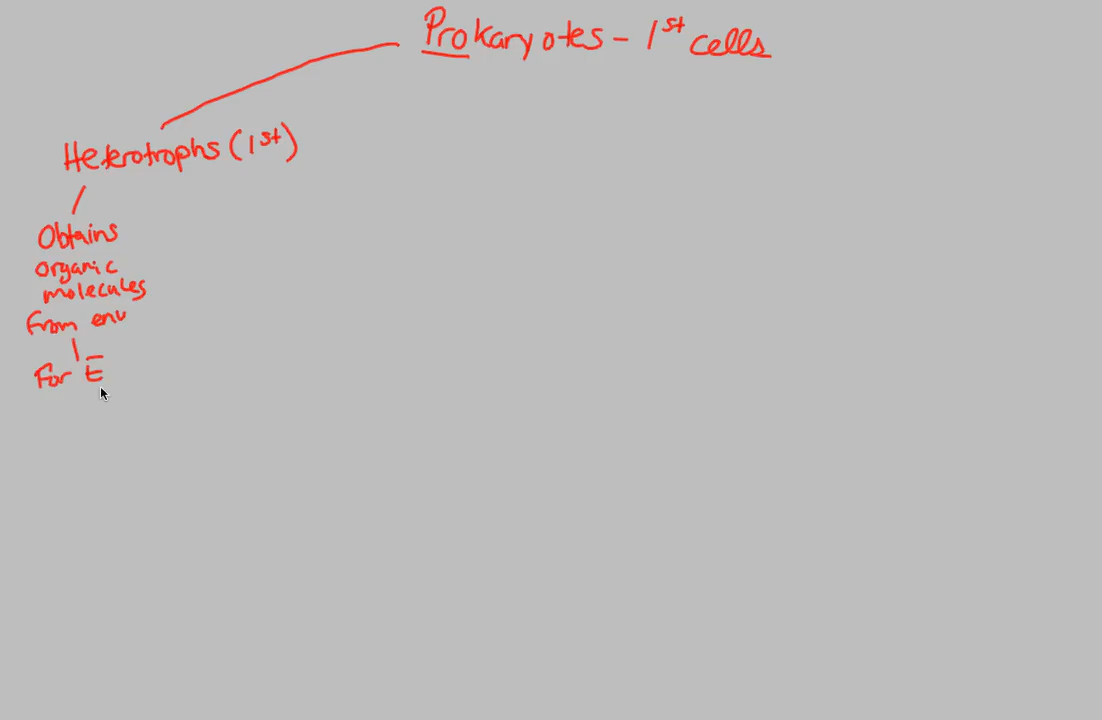 Prokaryotes - 1st cells
Heterotrophs (1st)
Obtains
organic
molecules
from env
For E